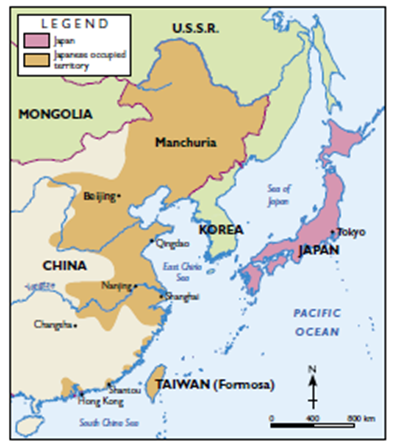 LEGEND
Japan
Japanese occupied
territory
U.S.S.R.
MONGOLIA
Manchuria
Beijing
Sea of
Japan
KOREA
Tokyo
JAPAN
Qingdao
CHINA
East China
Sea
Nanjing
Shanghai
PACIFIC
OCEAN
Changsha
TAIWAN (Formosa)
Shantou
Hong Kong
South China Sea
N
0 400 800 km